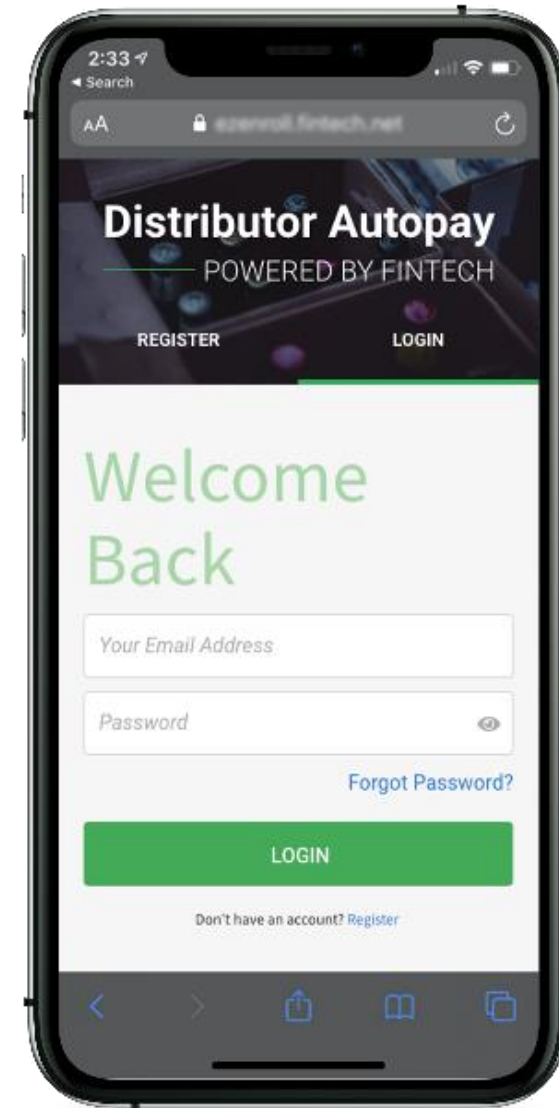 2:33
Search
AA
ezenroll.fintech.net
Distributor Autopay
POWERED BY FINTECH
REGISTER
LOGIN
Welcome
Back
Your Email Address
Password
Forgot Password?
LOGIN
Don't have an account? Register